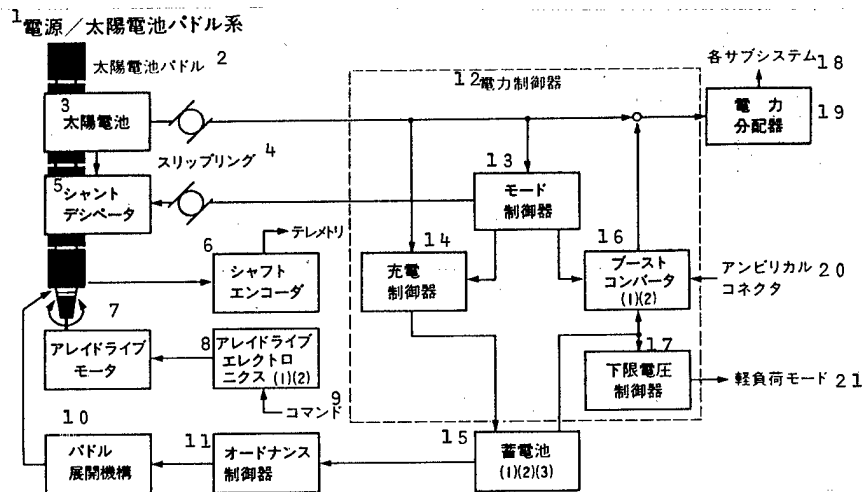 1 電源／太陽電池パドル系
太陽電池パドル 2
3
太陽電池
スリップリング 4
5 シャント
デシペータ
テレメトリ
6
シャフト
エンコーダ
7
アレイドライブ
モータ
8 アレイドライブ
エレクトロ
ニクス (1)(2)
9
コマンド
10
パドル
展開機構
11 オードナンス
制御器
12 電力制御器
13
モード
制御器
14
充電
制御器
15
蓄電池
(1)(2)(3)
16
ブースト
コンバータ
(1)(2)
17
下限電圧
制御器
各サブシステム 18
電力
分配器
19
アンビリカル
コネクタ
20
軽負荷モード 21